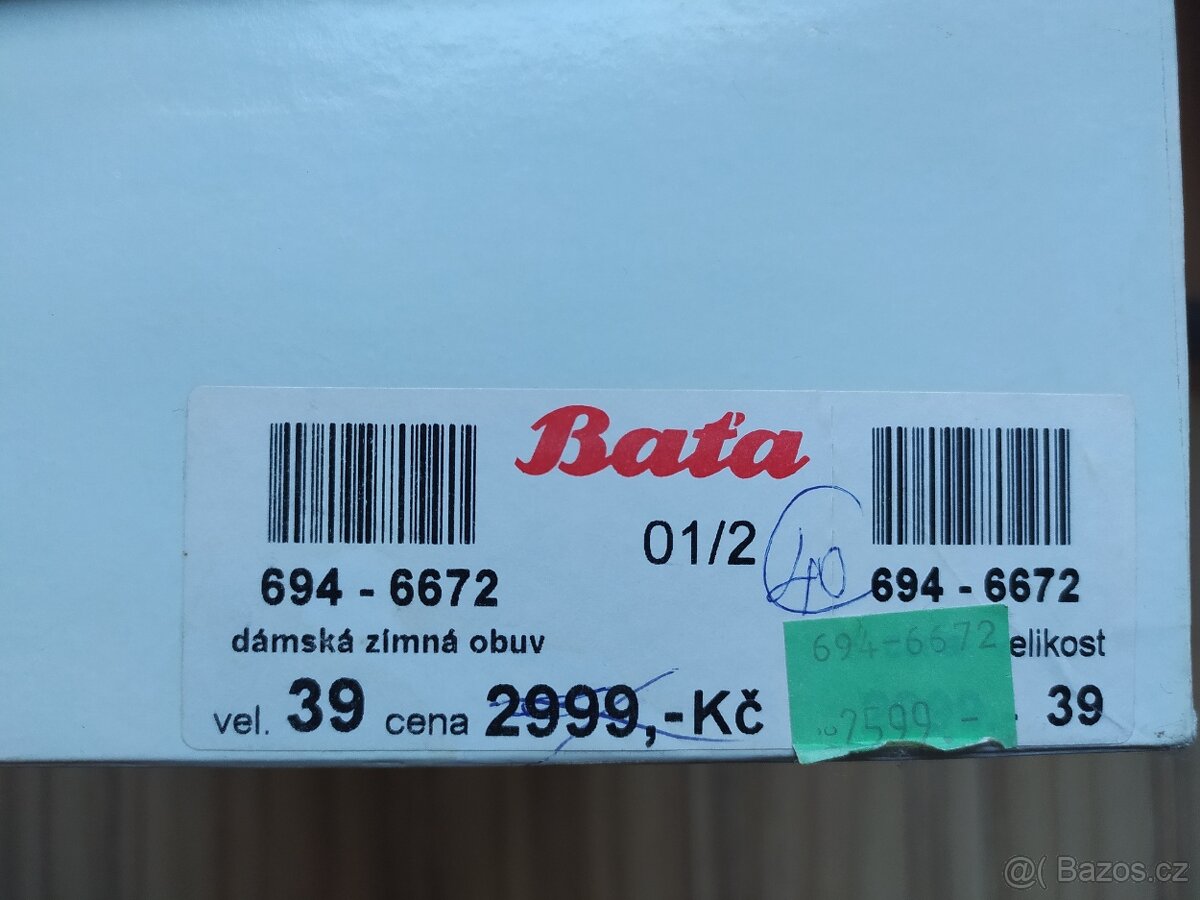 Baťa
01/2
40
694 - 6672
dámská zimná obuv
vel. 39 cena 2999,-Kč
694 - 6672
elikost
39
694-6672
2599.-
@( Bazos.cz